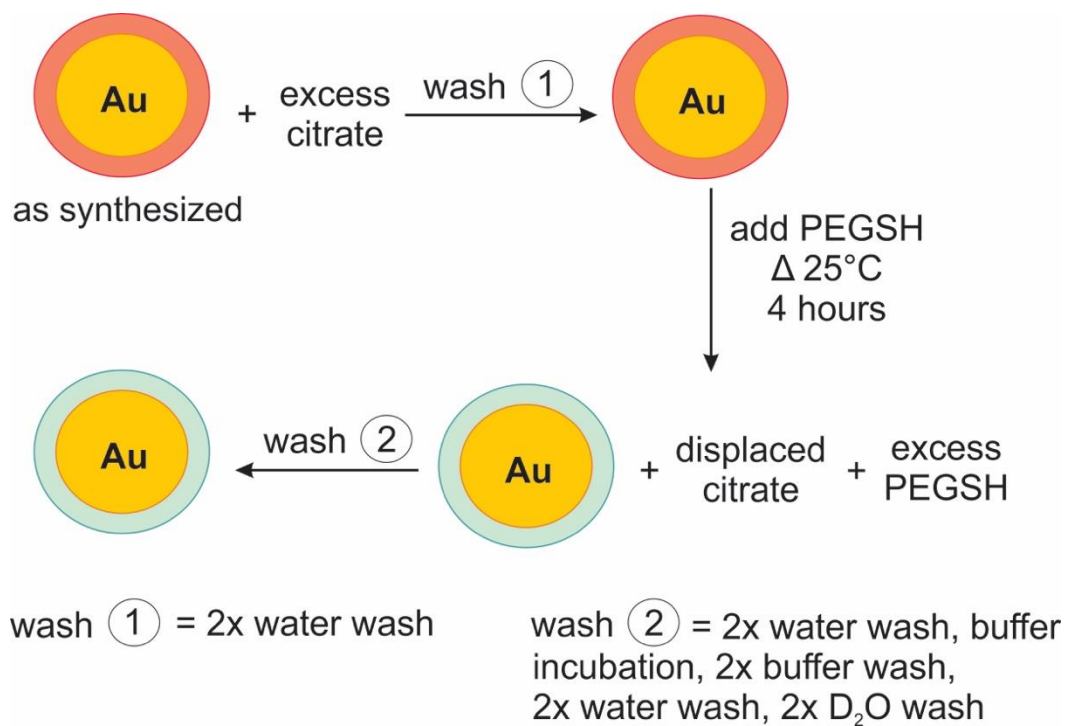 Au + excess citrate wash 1 Au
as synthesized
add PEGSH
Δ 25°C
4 hours
Au wash 2 Au + displaced citrate + excess PEGSH
wash 1 = 2x water wash
wash 2 = 2x water wash, buffer
incubation, 2x buffer wash,
2x water wash, 2x D₂O wash